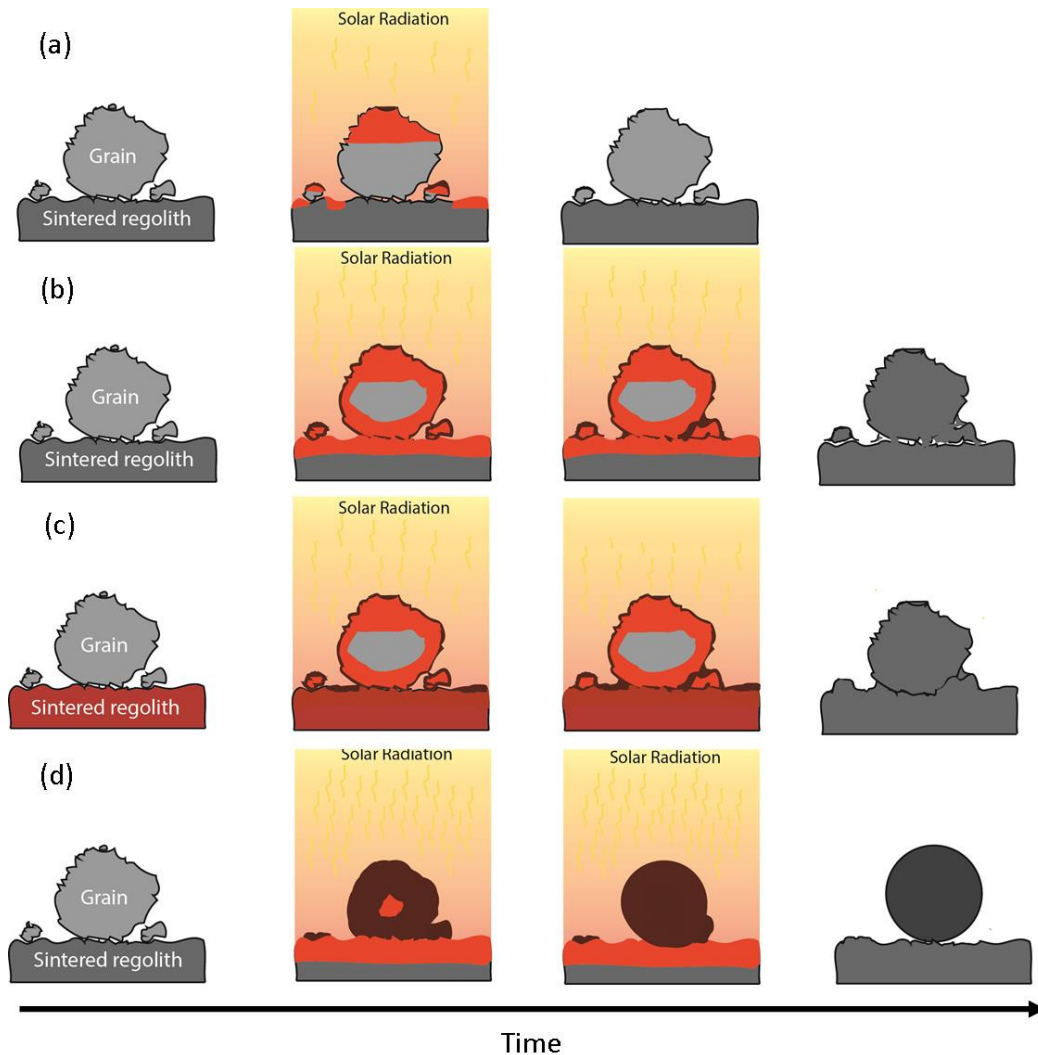 Solar Radiation
(a)
Grain
Sintered regolith
Solar Radiation
(b)
Grain
Sintered regolith
Solar Radiation
(c)
Grain
Sintered regolith
Solar Radiation
Solar Radiation
(d)
Grain
Sintered regolith
Time